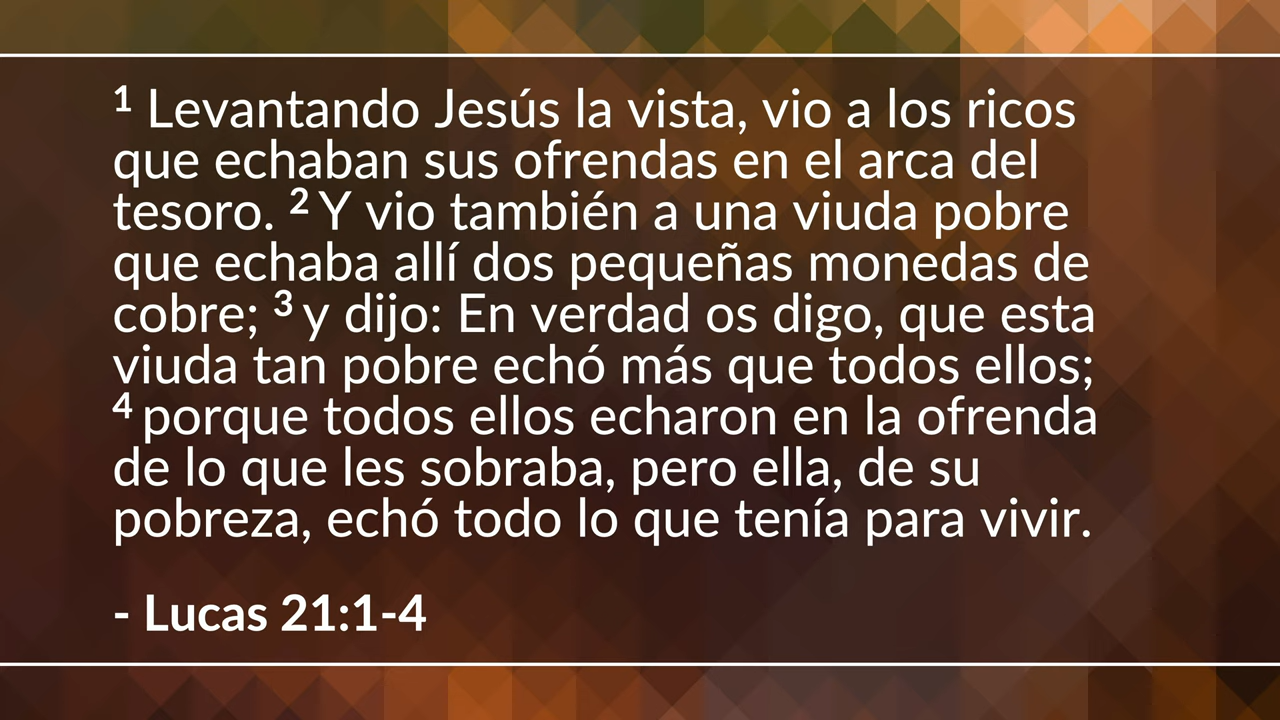 ¹ Levantando Jesús la vista, vio a los ricos
que echaban sus ofrendas en el arca del
tesoro. ² Y vio también a una viuda pobre
que echaba allí dos pequeñas monedas de
cobre; ³ y dijo: En verdad os digo, que esta
viuda tan pobre echó más que todos ellos;
⁴ porque todos ellos echaron en la ofrenda
de lo que les sobraba, pero ella, de su
pobreza, echó todo lo que tenía para vivir.
- Lucas 21:1-4